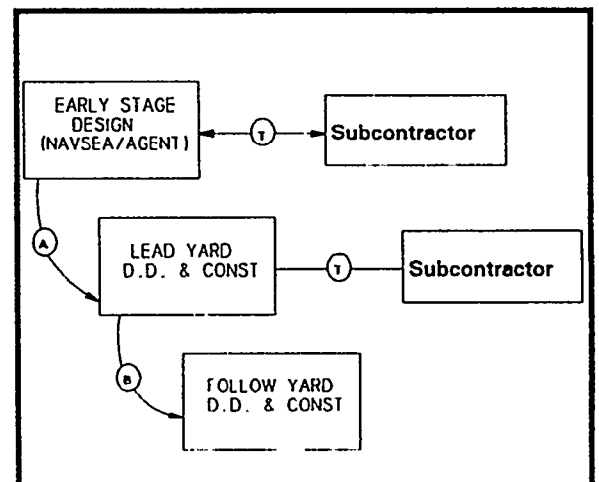 EARLY STAGE
DESIGN
(NAVSEA/AGENT)
T
Subcontractor
A
LEAD YARD
D.D. & CONST
T
Subcontractor
B
FOLLOW YARD
D.D. & CONST